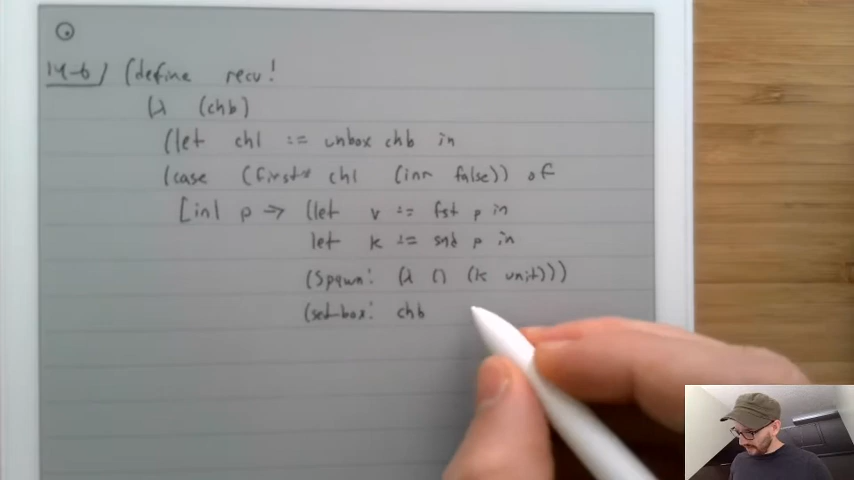 14-6/ (define recv!
(λ (chb)
(let chl := unbox chb in
(case (first* chl (inr false)) of
[inl p => (let v := fst p in
let k := snd p in
(spawn! (λ () (k unit)))
(set-box! chb